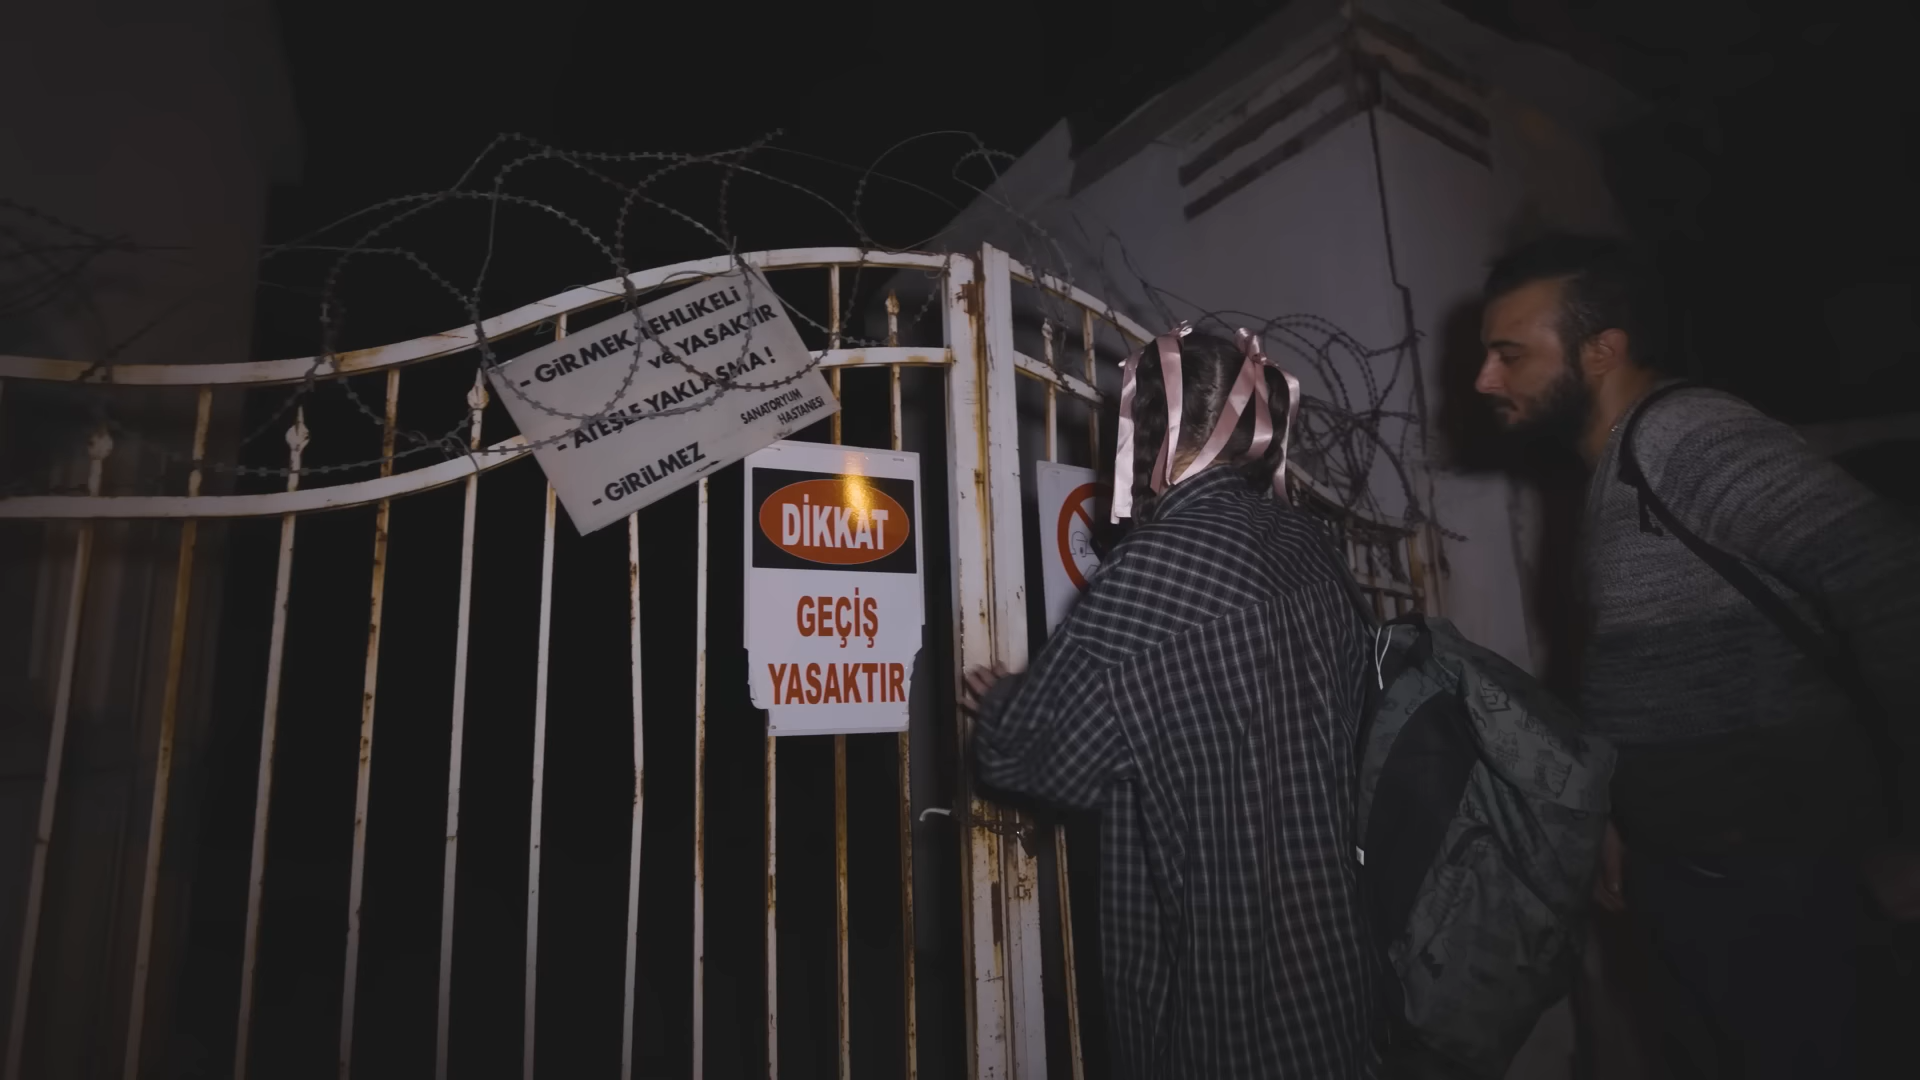 - GİRMEK TEHLİKELİ
ve YASAKTIR
- ATEŞLE YAKLAŞMA !
SANATORYUM
HASTANESİ
- GİRİLMEZ
DİKKAT
GEÇİŞ
YASAKTIR